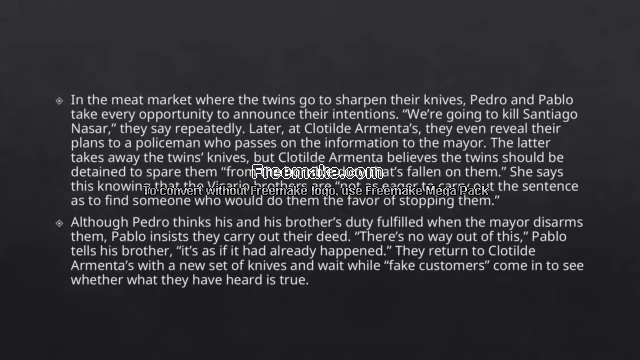 In the meat market where the twins go to sharpen their knives, Pedro and Pablo
take every opportunity to announce their intentions. “We’re going to kill Santiago
Nasar,” they say repeatedly. Later, at Clotilde Armenta’s, they even reveal their
plans to a policeman who passes on the information to the mayor. The latter
takes away the twins’ knives, but Clotilde Armenta believes the twins should be
detained to spare them “from ’s fallen on them.” She says
Freemake.com
this knowing that the Vicario brothers are “not as eager to carry out the sentence
To convert without Freemake logo, use Freemake Mega Pack
as to find someone who would do them the favor of stopping them.”
Although Pedro thinks his and his brother’s duty fulfilled when the mayor disarms
them, Pablo insists they carry out their deed. “There’s no way out of this,” Pablo
tells his brother, “it’s as if it had already happened.” They return to Clotilde
Armenta’s with a new set of knives and wait while “fake customers” come in to see
whether what they have heard is true.